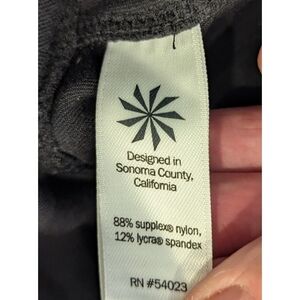 Designed in
Sonoma County,
California
88% supplex® nylon,
12% lycra® spandex
RN #54023